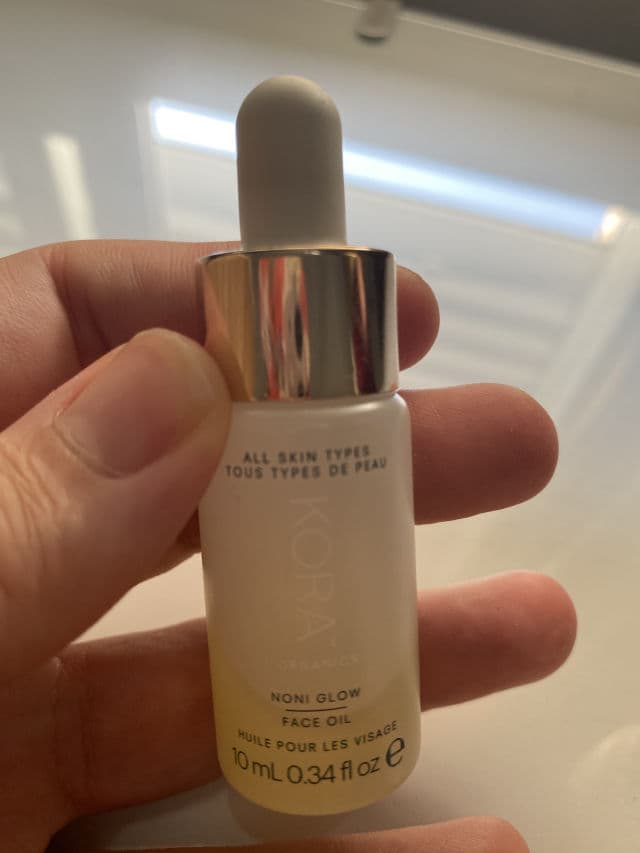 ALL SKIN TYPES
TOUS TYPES DE PEAU
KORA
ORGANICS
NONI GLOW
FACE OIL
HUILE POUR LES VISAGE
10 mL 0.34 fl oz e